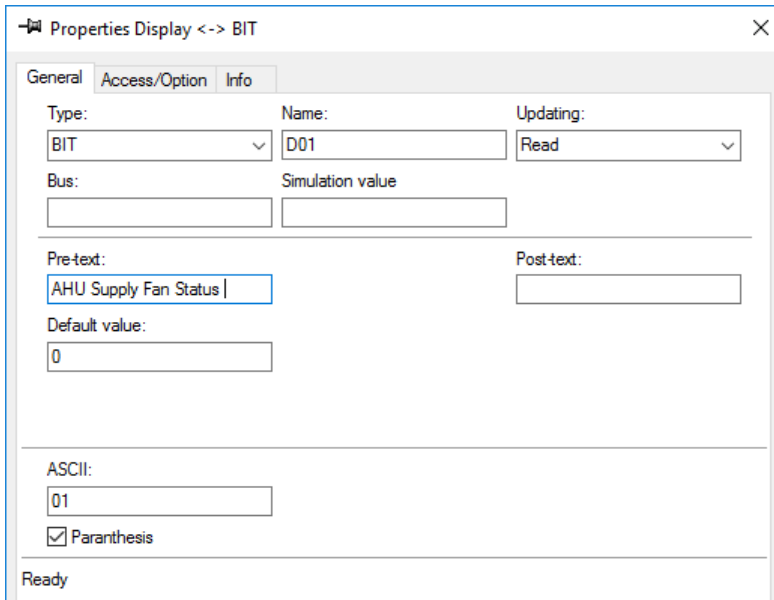 Properties Display <-> BIT
General Access/Option Info
Type: Name: Updating:
BIT D01 Read
Bus: Simulation value
Pre-text: Post-text:
AHU Supply Fan Status
Default value:
0
ASCII:
01
Paranthesis
Ready